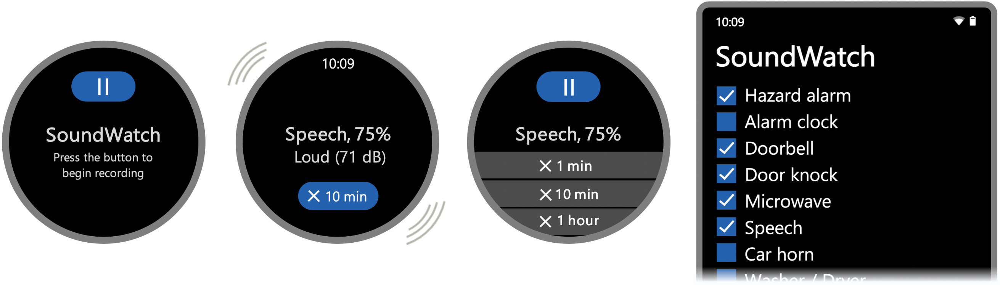 SoundWatch
Press the button to
begin recording
10:09
Speech, 75%
Loud (71 dB)
10 min
Speech, 75%
1 min
10 min
1 hour
10:09
SoundWatch
Hazard alarm
Alarm clock
Doorbell
Door knock
Microwave
Speech
Car horn
Washer / Dryer